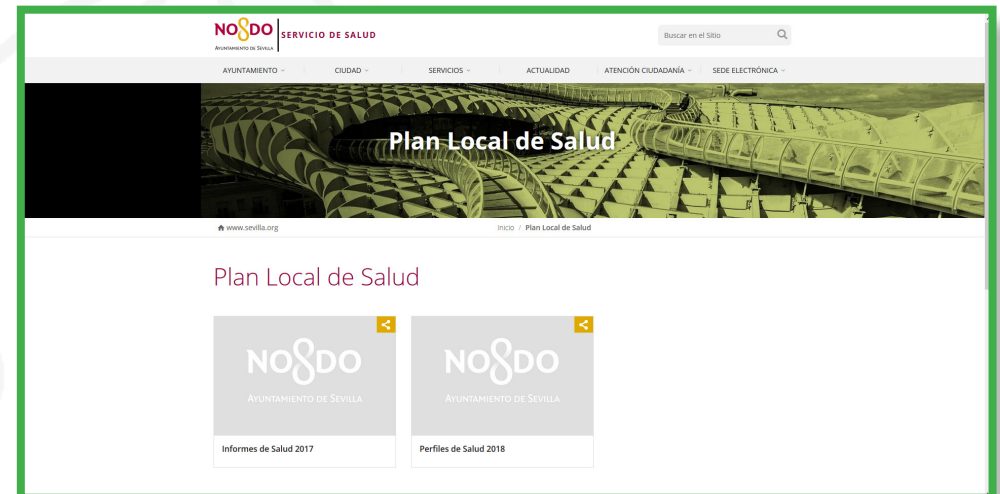 NO8DO
AYUNTAMIENTO DE SEVILLA
SERVICIO DE SALUD
Buscar en el Sitio
AYUNTAMIENTO
CIUDAD
SERVICIOS
ACTUALIDAD
ATENCIÓN CIUDADANÍA
SEDE ELECTRÓNICA
Plan Local de Salud
www.sevilla.org
Inicio / Plan Local de Salud
Plan Local de Salud
NO8DO
AYUNTAMIENTO DE SEVILLA
Informes de Salud 2017
NO8DO
AYUNTAMIENTO DE SEVILLA
Perfiles de Salud 2018